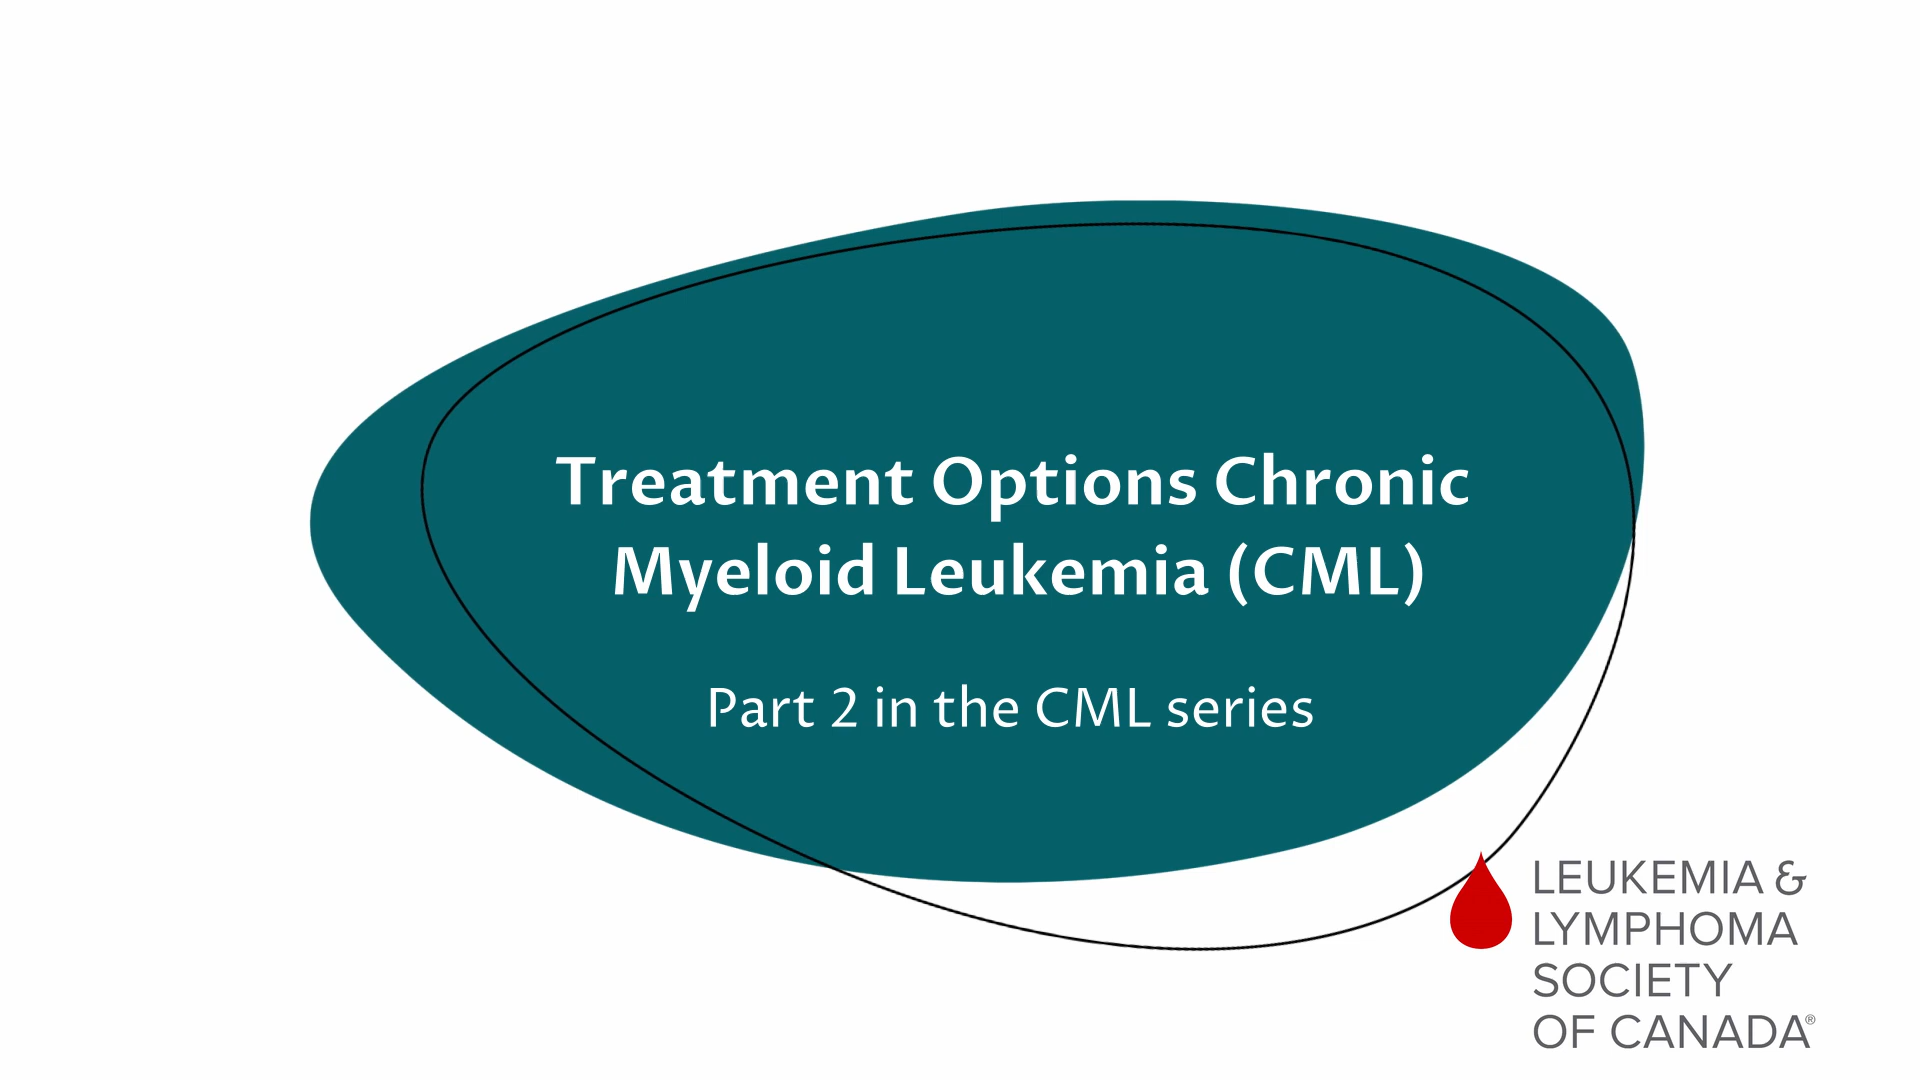 Treatment Options Chronic
Myeloid Leukemia (CML)
Part 2 in the CML series
LEUKEMIA &
LYMPHOMA
SOCIETY
OF CANADA®